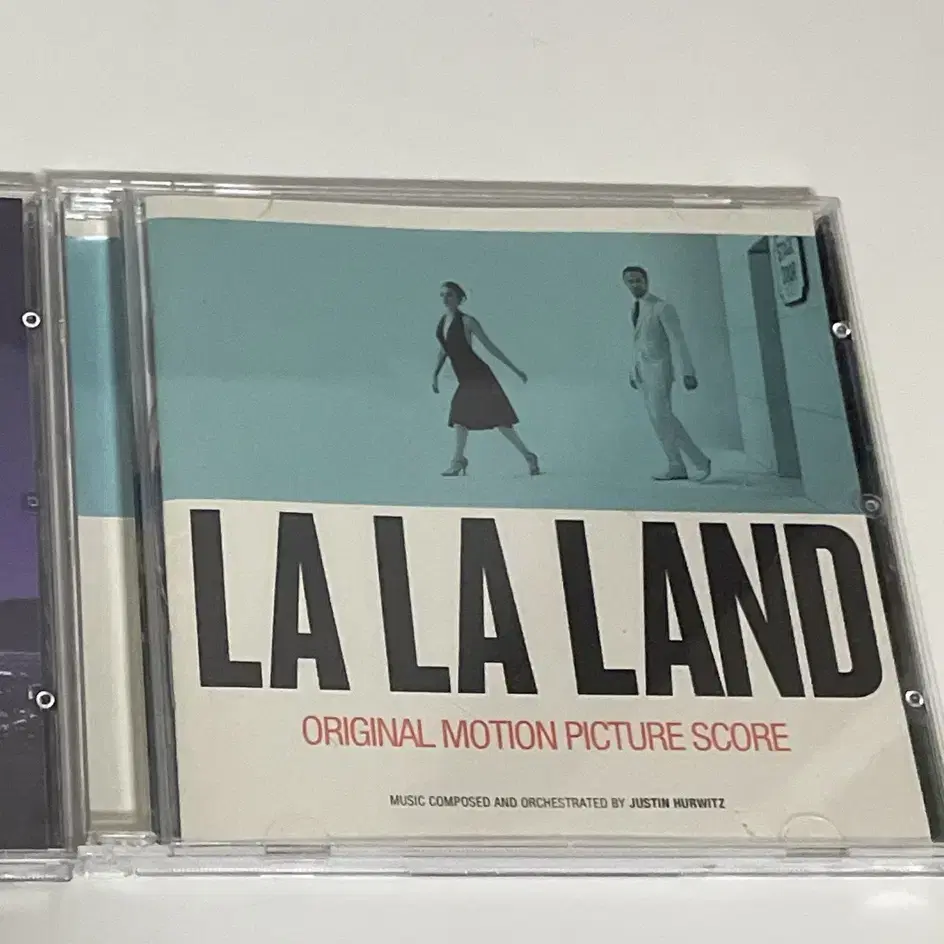 LA LA LAND
ORIGINAL MOTION PICTURE SCORE
MUSIC COMPOSED AND ORCHESTRATED BY JUSTIN HURWITZ